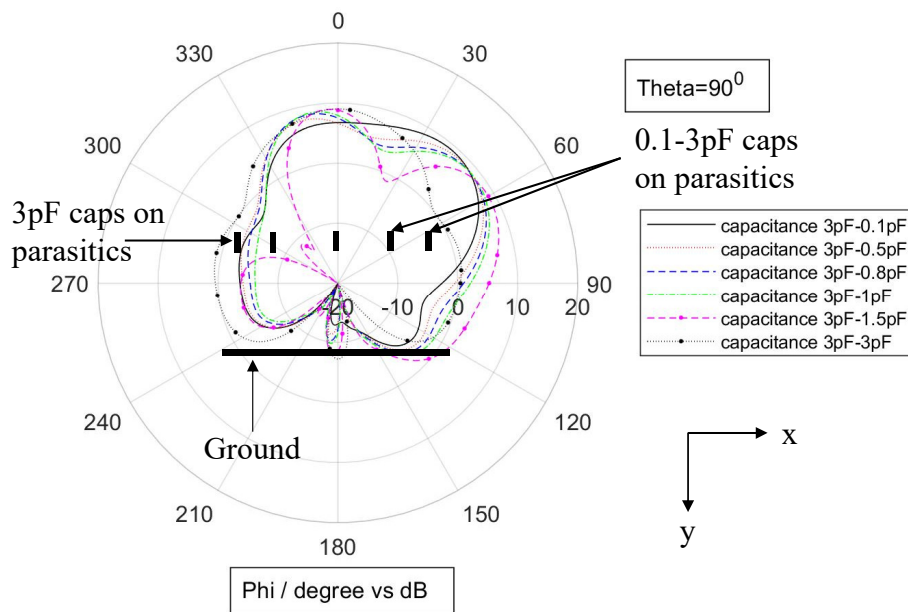 0
330
30
Theta=90⁰
300
60
0.1-3pF caps
on parasitics
3pF caps on
parasitics
270
90
-20 -10 0 10 20
capacitance 3pF-0.1pF
capacitance 3pF-0.5pF
capacitance 3pF-0.8pF
capacitance 3pF-1pF
capacitance 3pF-1.5pF
capacitance 3pF-3pF
240
120
Ground
x
y
210
150
180
Phi / degree vs dB